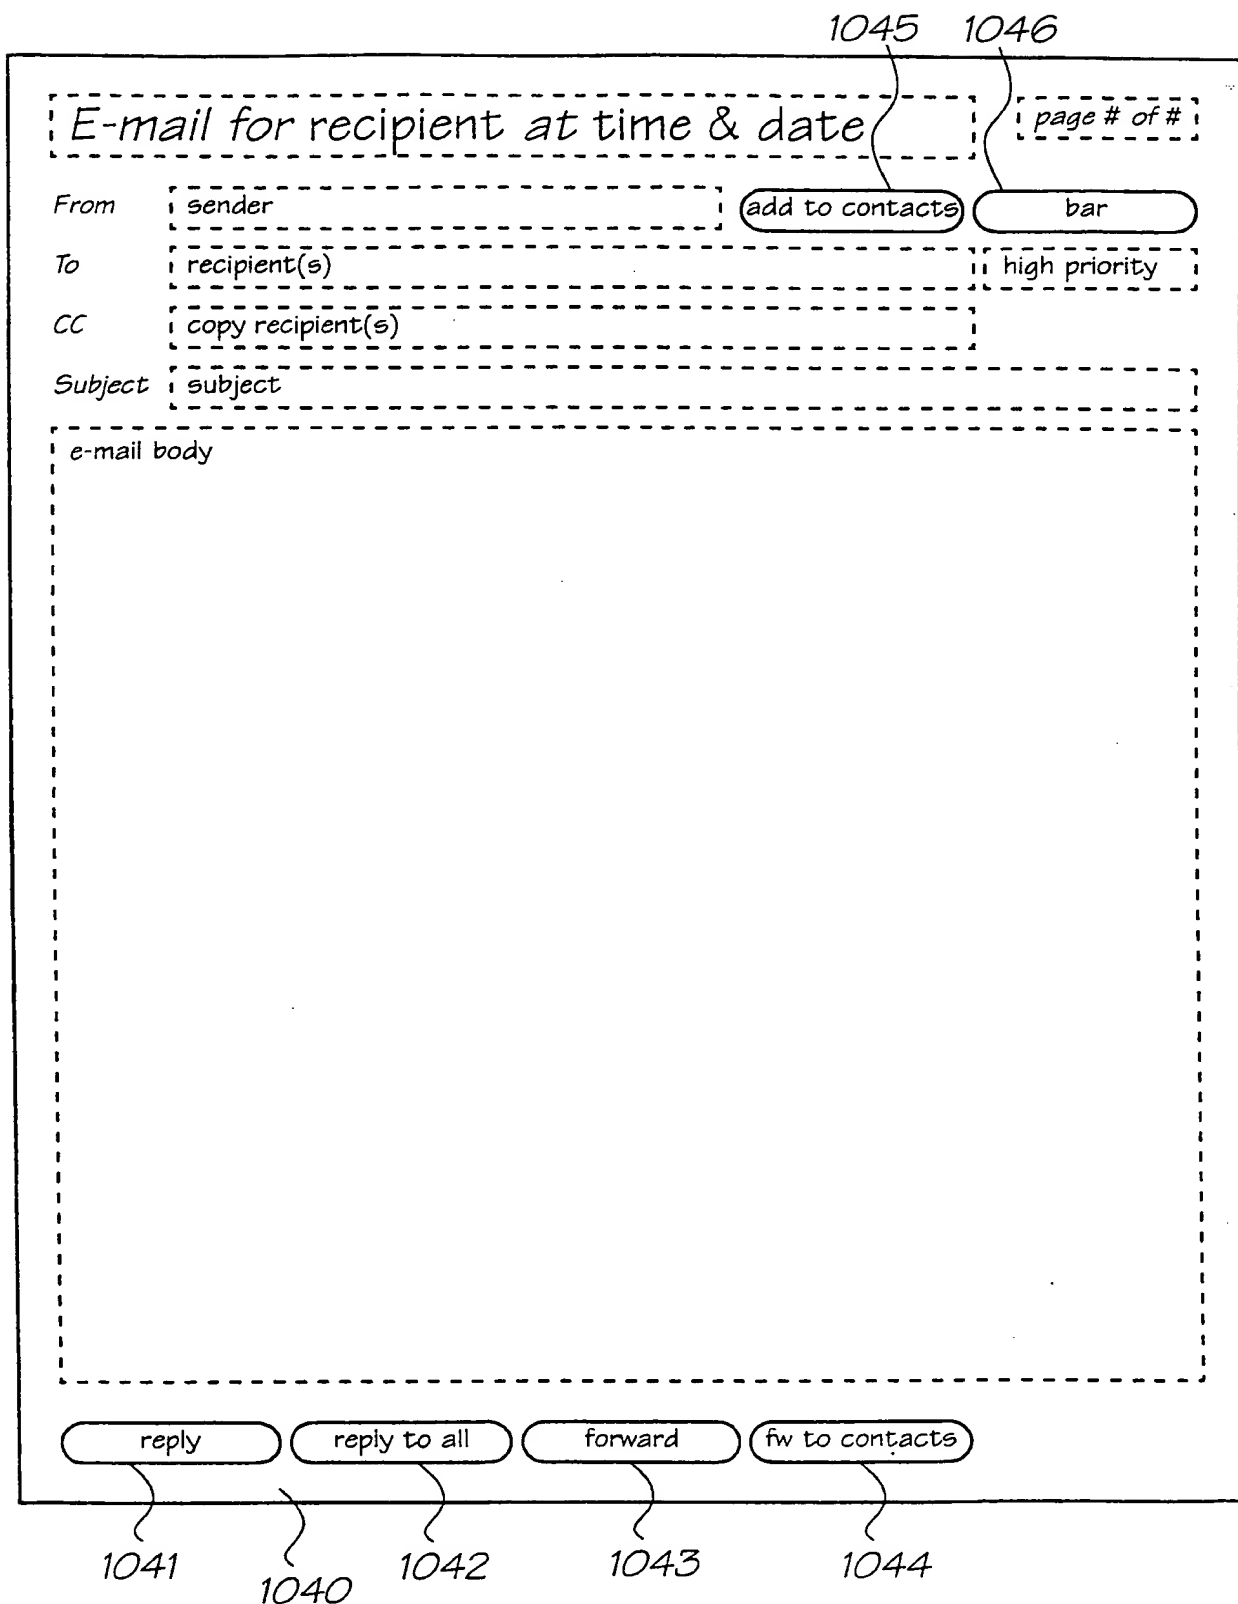 1045 1046
E-mail for recipient at time & date page # of #
From sender add to contacts bar
To recipient(s) high priority
CC copy recipient(s)
Subject subject
e-mail body
reply reply to all forward fw to contacts
1041 1040 1042 1043 1044